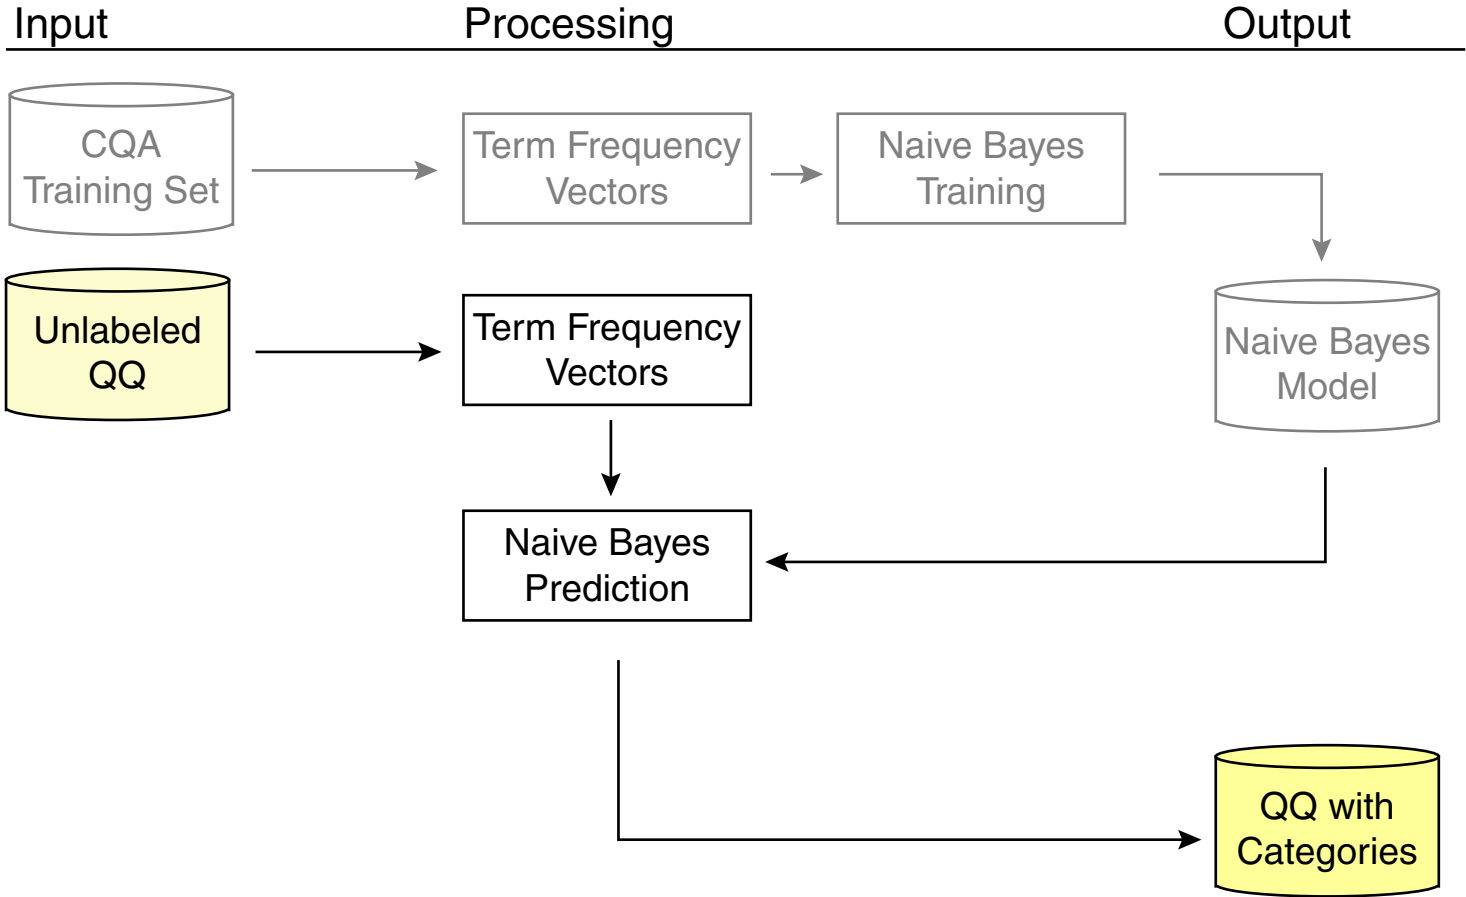 Input
Processing
Output
CQA
Training Set
Term Frequency
Vectors
Naive Bayes
Training
Unlabeled
QQ
Term Frequency
Vectors
Naive Bayes
Model
Naive Bayes
Prediction
QQ with
Categories